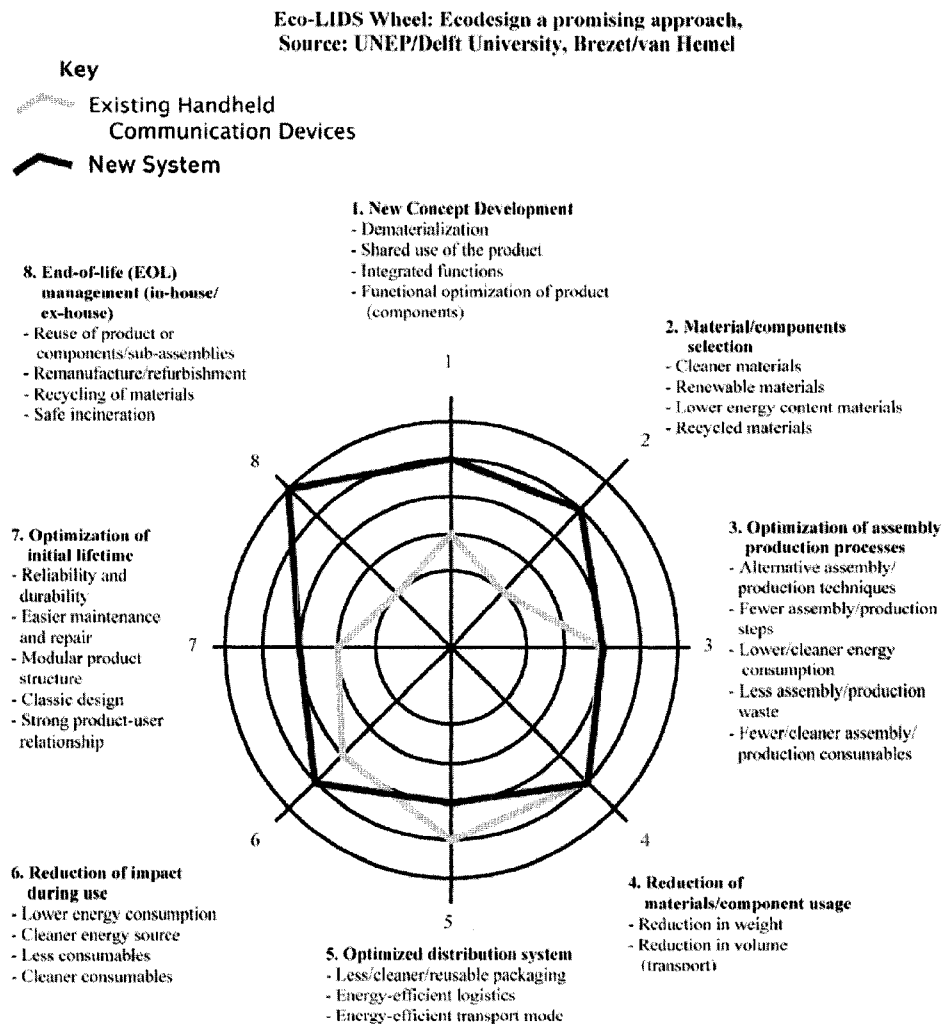 Eco-LIDS Wheel: Ecodesign a promising approach,
Source: UNEP/Delft University, Brezet/van Hemel
Key
Existing Handheld
Communication Devices
New System
1. New Concept Development
- Dematerialization
- Shared use of the product
- Integrated functions
- Functional optimization of product
(components)
8. End-of-life (EOL)
management (in-house/
ex-house)
- Reuse of product or
components/sub-assemblies
- Remanufacture/refurbishment
- Recycling of materials
- Safe incineration
2. Material/components
selection
- Cleaner materials
- Renewable materials
- Lower energy content materials
- Recycled materials
1
2
8
7. Optimization of
initial lifetime
- Reliability and
durability
- Easier maintenance
and repair
- Modular product
structure
- Classic design
- Strong product-user
relationship
3. Optimization of assembly
production processes
- Alternative assembly/
production techniques
- Fewer assembly/production
steps
- Lower/cleaner energy
consumption
- Less assembly/production
waste
- Fewer/cleaner assembly/
production consumables
7
3
6
4
5
6. Reduction of impact
during use
- Lower energy consumption
- Cleaner energy source
- Less consumables
- Cleaner consumables
4. Reduction of
materials/component usage
- Reduction in weight
- Reduction in volume
(transport)
5. Optimized distribution system
- Less/cleaner/reusable packaging
- Energy-efficient logistics
- Energy-efficient transport mode